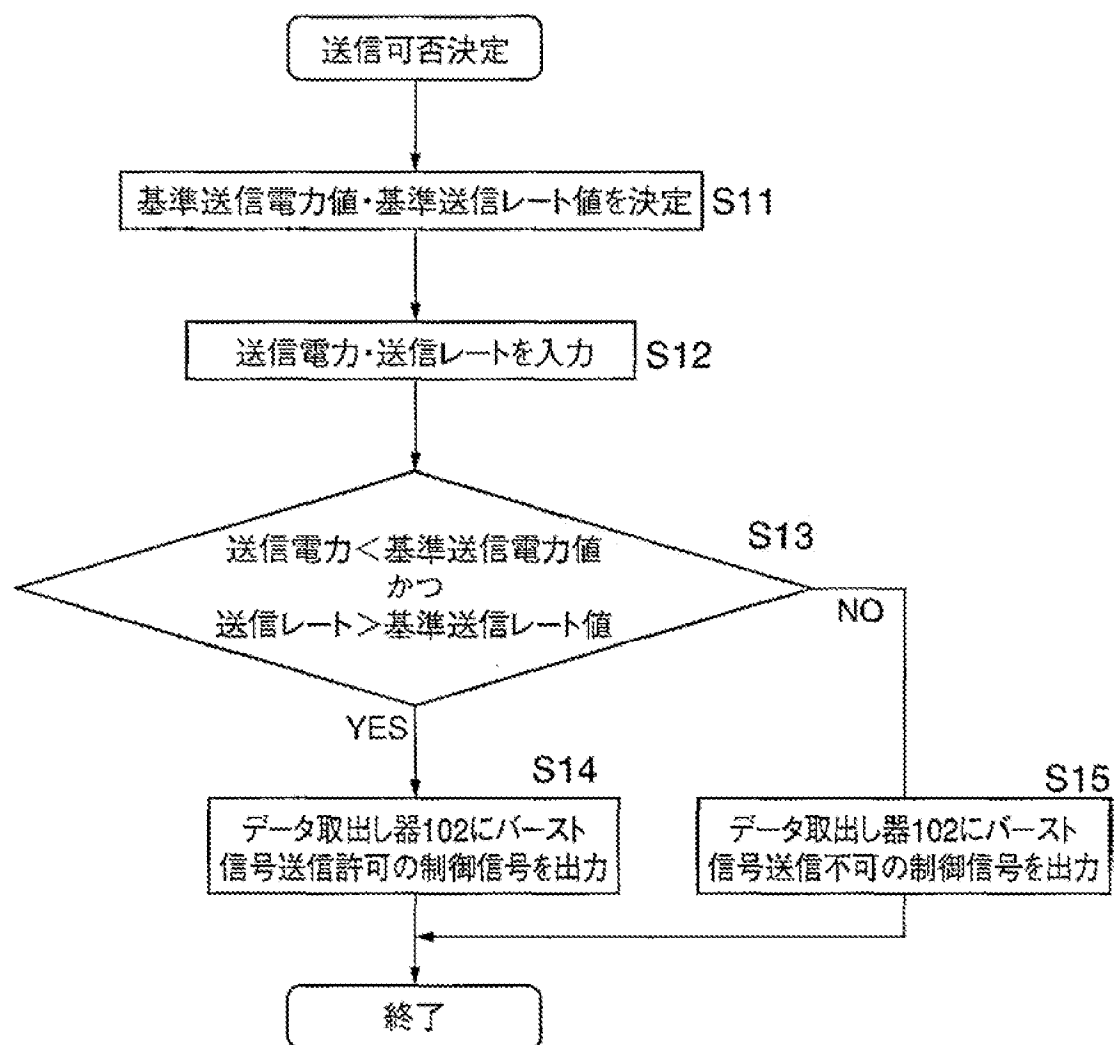 送信可否決定
基準送信電力値・基準送信レート値を決定
S11
送信電力・送信レートを入力
S12
送信電力＜基準送信電力値
かつ
送信レート＞基準送信レート値
S13
NO
YES
S14
データ取出し器102にバースト
信号送信許可の制御信号を出力
S15
データ取出し器102にバースト
信号送信不可の制御信号を出力
終了